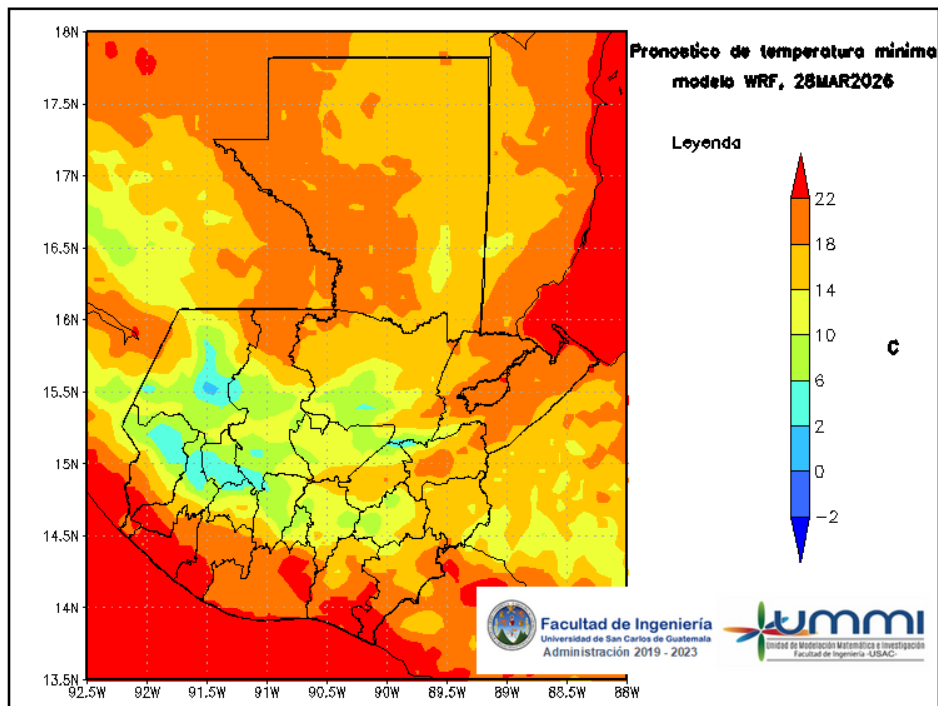 Pronostico de temperatura minima
modelo WRF, 28MAR2026
Leyenda
22
18
14
10
6
2
0
-2
C
18N
17.5N
17N
16.5N
16N
15.5N
15N
14.5N
14N
13.5N
92.5W 92W 91.5W 91W 90.5W 90W 89.5W 89W 88.5W 88W
Facultad de Ingeniería
Universidad de San Carlos de Guatemala
Administración 2019 - 2023
ummi
Unidad de Modelación Matemática e Investigación
Facultad de Ingeniería -USAC-